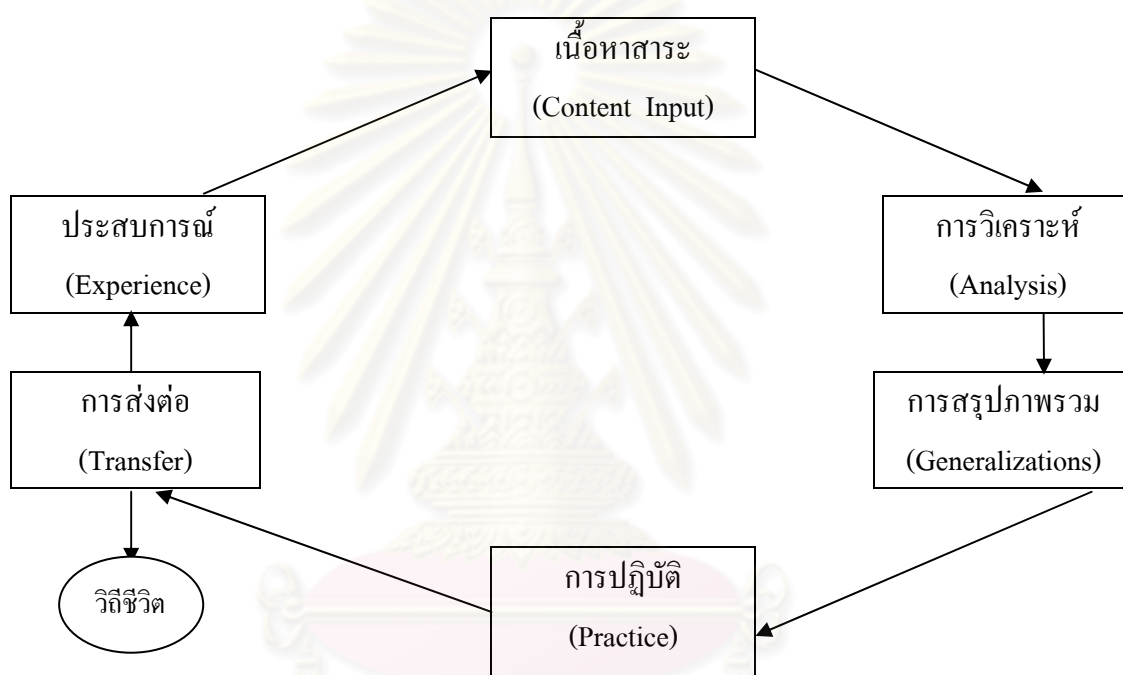 เนื้อหาสาระ
(Content Input)
ประสบการณ์
(Experience)
การวิเคราะห์
(Analysis)
การส่งต่อ
(Transfer)
การสรุปภาพรวม
(Generalizations)
การปฏิบัติ
(Practice)
วิถีชีวิต